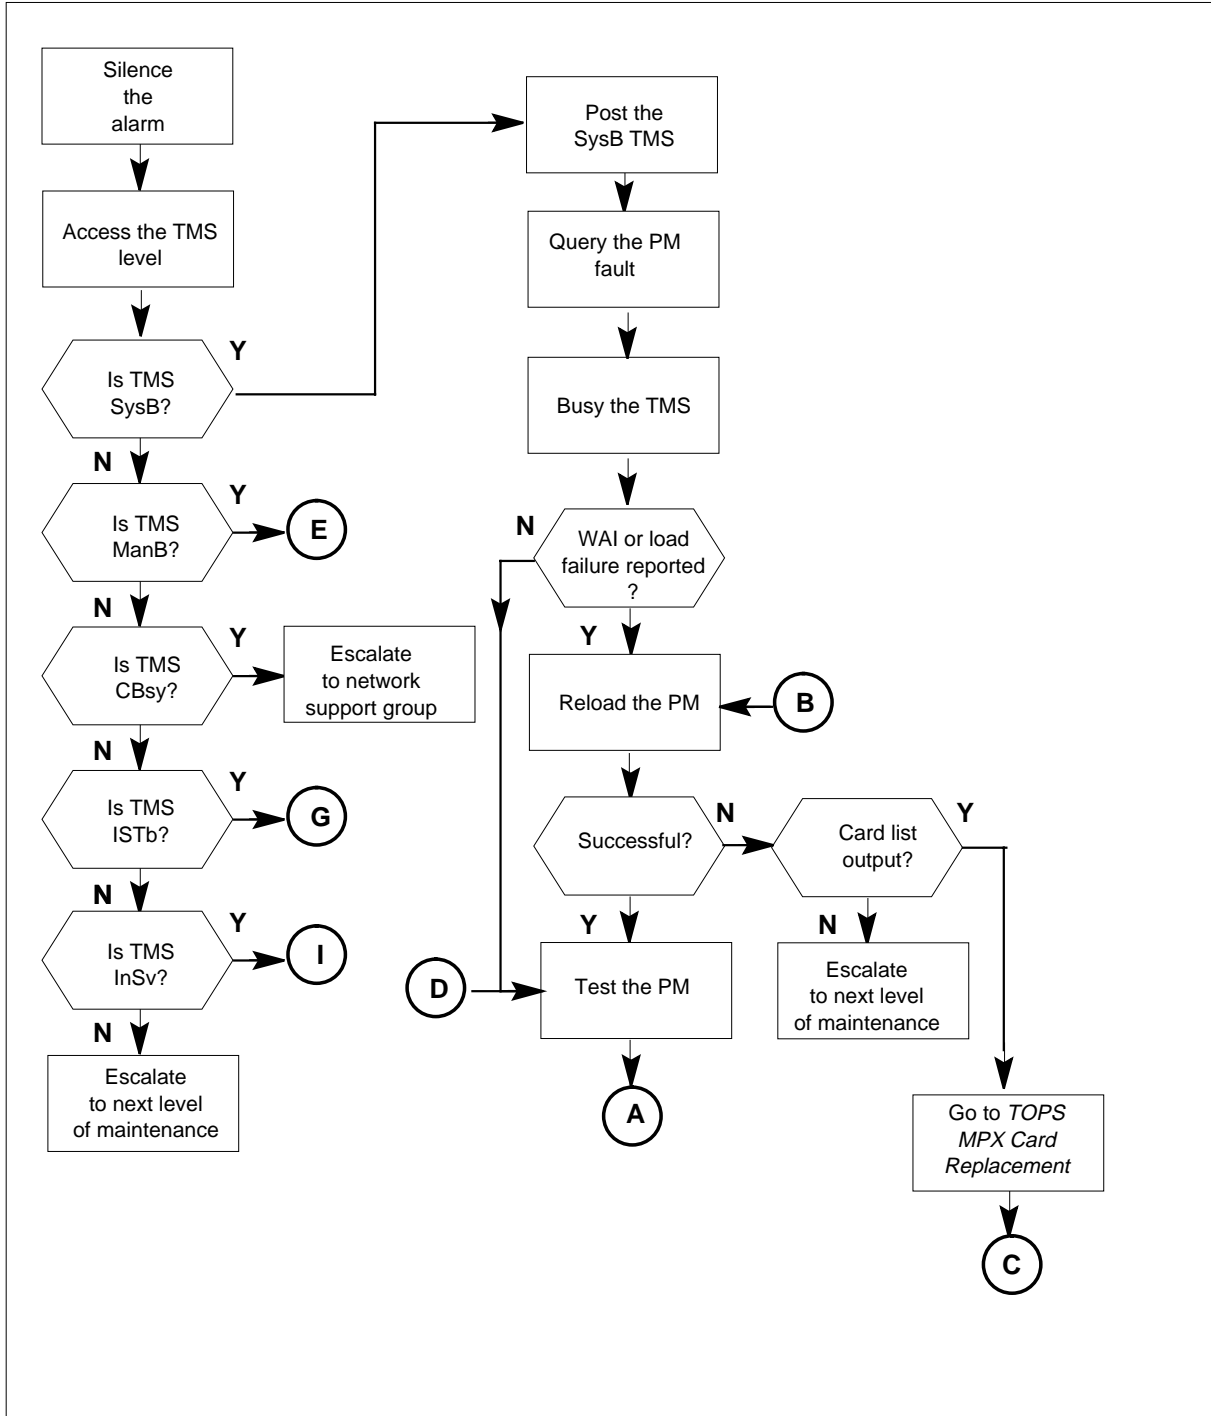 Silence
the
alarm
Access the TMS
level
Is TMS
SysB?
Y
N
Is TMS
ManB?
Y
E
N
Is TMS
CBsy?
Y
Escalate
to network
support group
N
Is TMS
ISTb?
Y
G
N
Is TMS
InSv?
Y
I
N
Escalate
to next level
of maintenance
Post the
SysB TMS
Query the PM
fault
Busy the TMS
N
WAI or load
failure reported
?
Y
Reload the PM
B
Successful?
N
Card list
output?
Y
Y
N
D
Test the PM
Escalate
to next level
of maintenance
A
Go to TOPS
MPX Card
Replacement
C